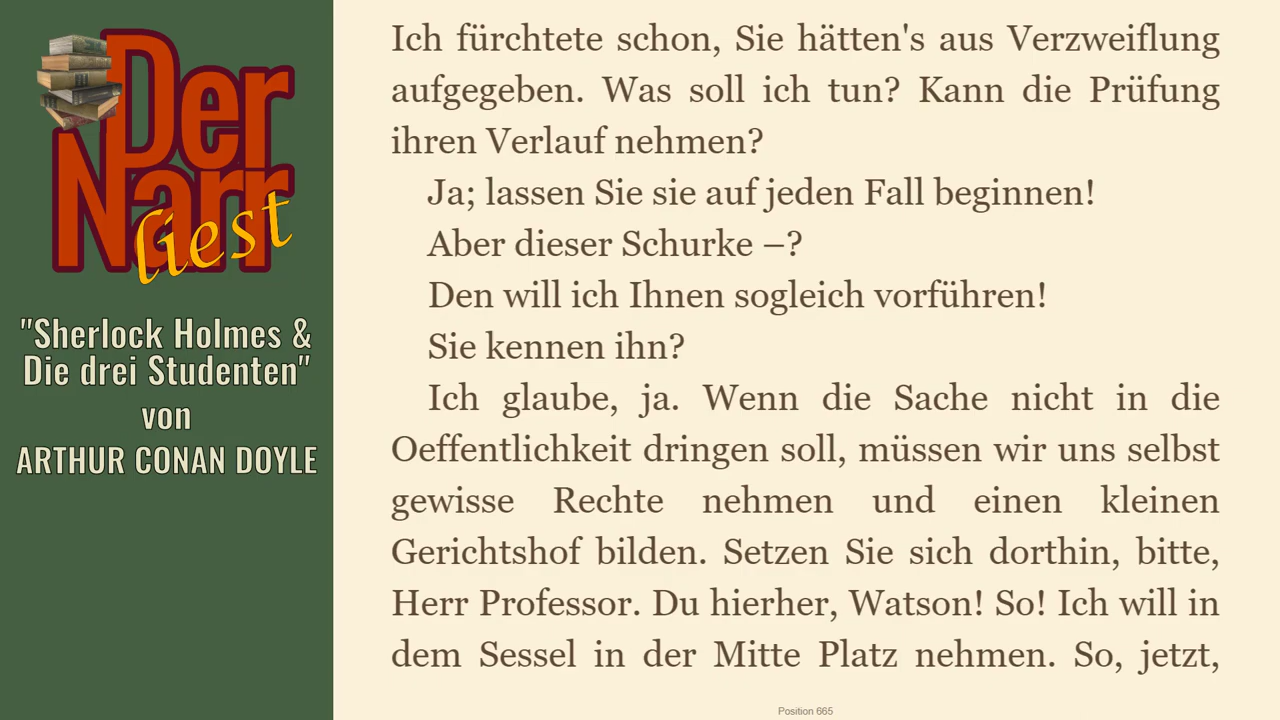 Der
Narr
liest
"Sherlock Holmes &
Die drei Studenten"
von
ARTHUR CONAN DOYLE
Ich fürchtete schon, Sie hätten's aus Verzweiflung
aufgegeben. Was soll ich tun? Kann die Prüfung
ihren Verlauf nehmen?
Ja; lassen Sie sie auf jeden Fall beginnen!
Aber dieser Schurke –?
Den will ich Ihnen sogleich vorführen!
Sie kennen ihn?
Ich glaube, ja. Wenn die Sache nicht in die
Oeffentlichkeit dringen soll, müssen wir uns selbst
gewisse Rechte nehmen und einen kleinen
Gerichtshof bilden. Setzen Sie sich dorthin, bitte,
Herr Professor. Du hierher, Watson! So! Ich will in
dem Sessel in der Mitte Platz nehmen. So, jetzt,
Position 665